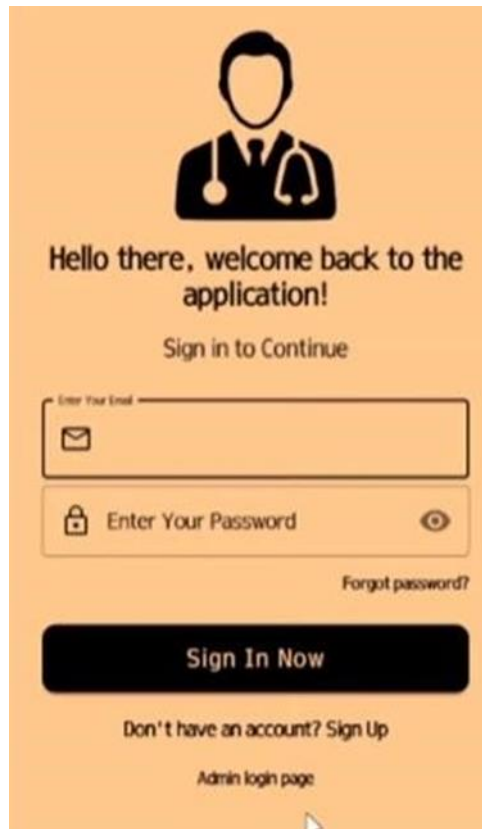 Hello there, welcome back to the
application!
Sign in to Continue
Enter Your Email
Enter Your Password
Forgot password?
Sign In Now
Don't have an account? Sign Up
Admin login page